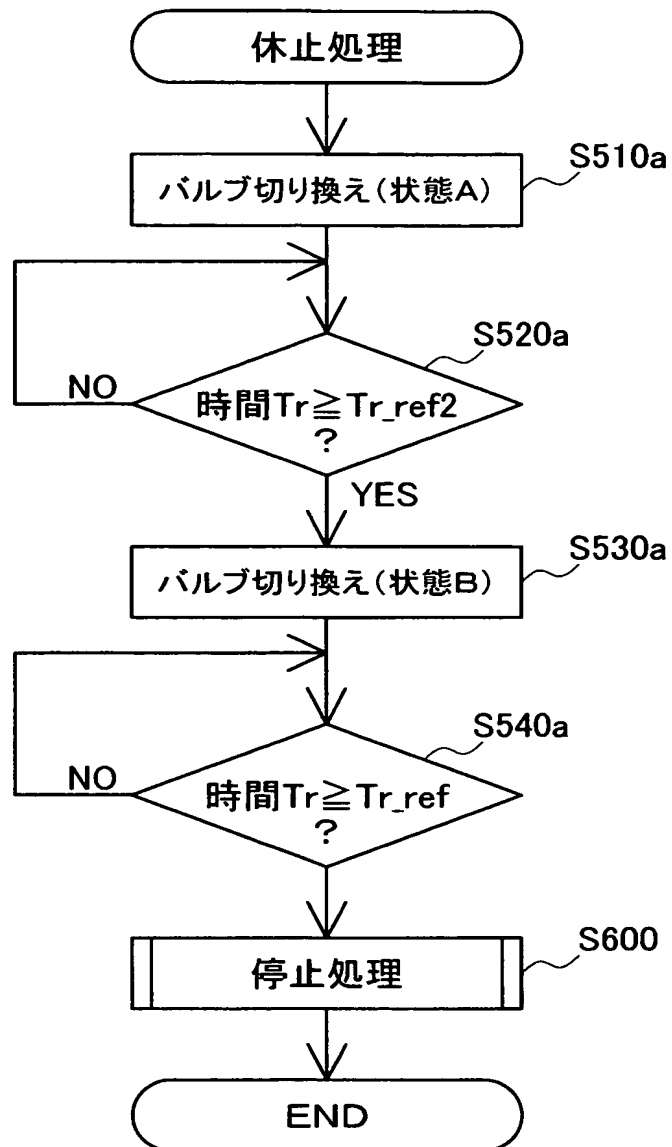 休止処理
S510a
バルブ切り換え(状態A)
S520a
NO
時間Tr≧Tr_ref2
?
YES
S530a
バルブ切り換え(状態B)
S540a
NO
時間Tr≧Tr_ref
?
S600
停止処理
END